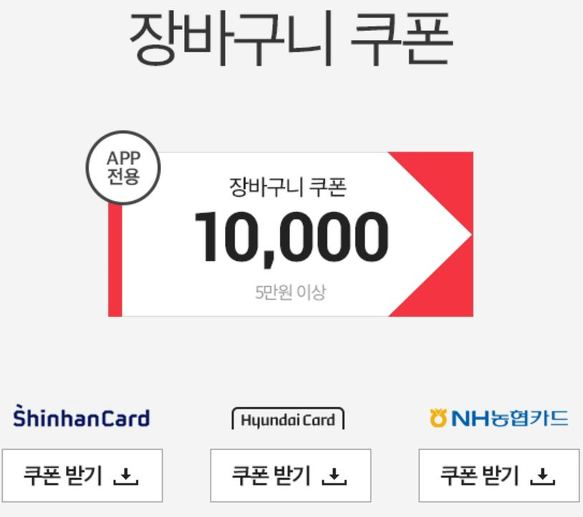 장바구니 쿠폰
APP
전용
장바구니 쿠폰
10,000
5만원 이상
ShinhanCard
Hyundai Card
NH농협카드
쿠폰 받기
쿠폰 받기
쿠폰 받기